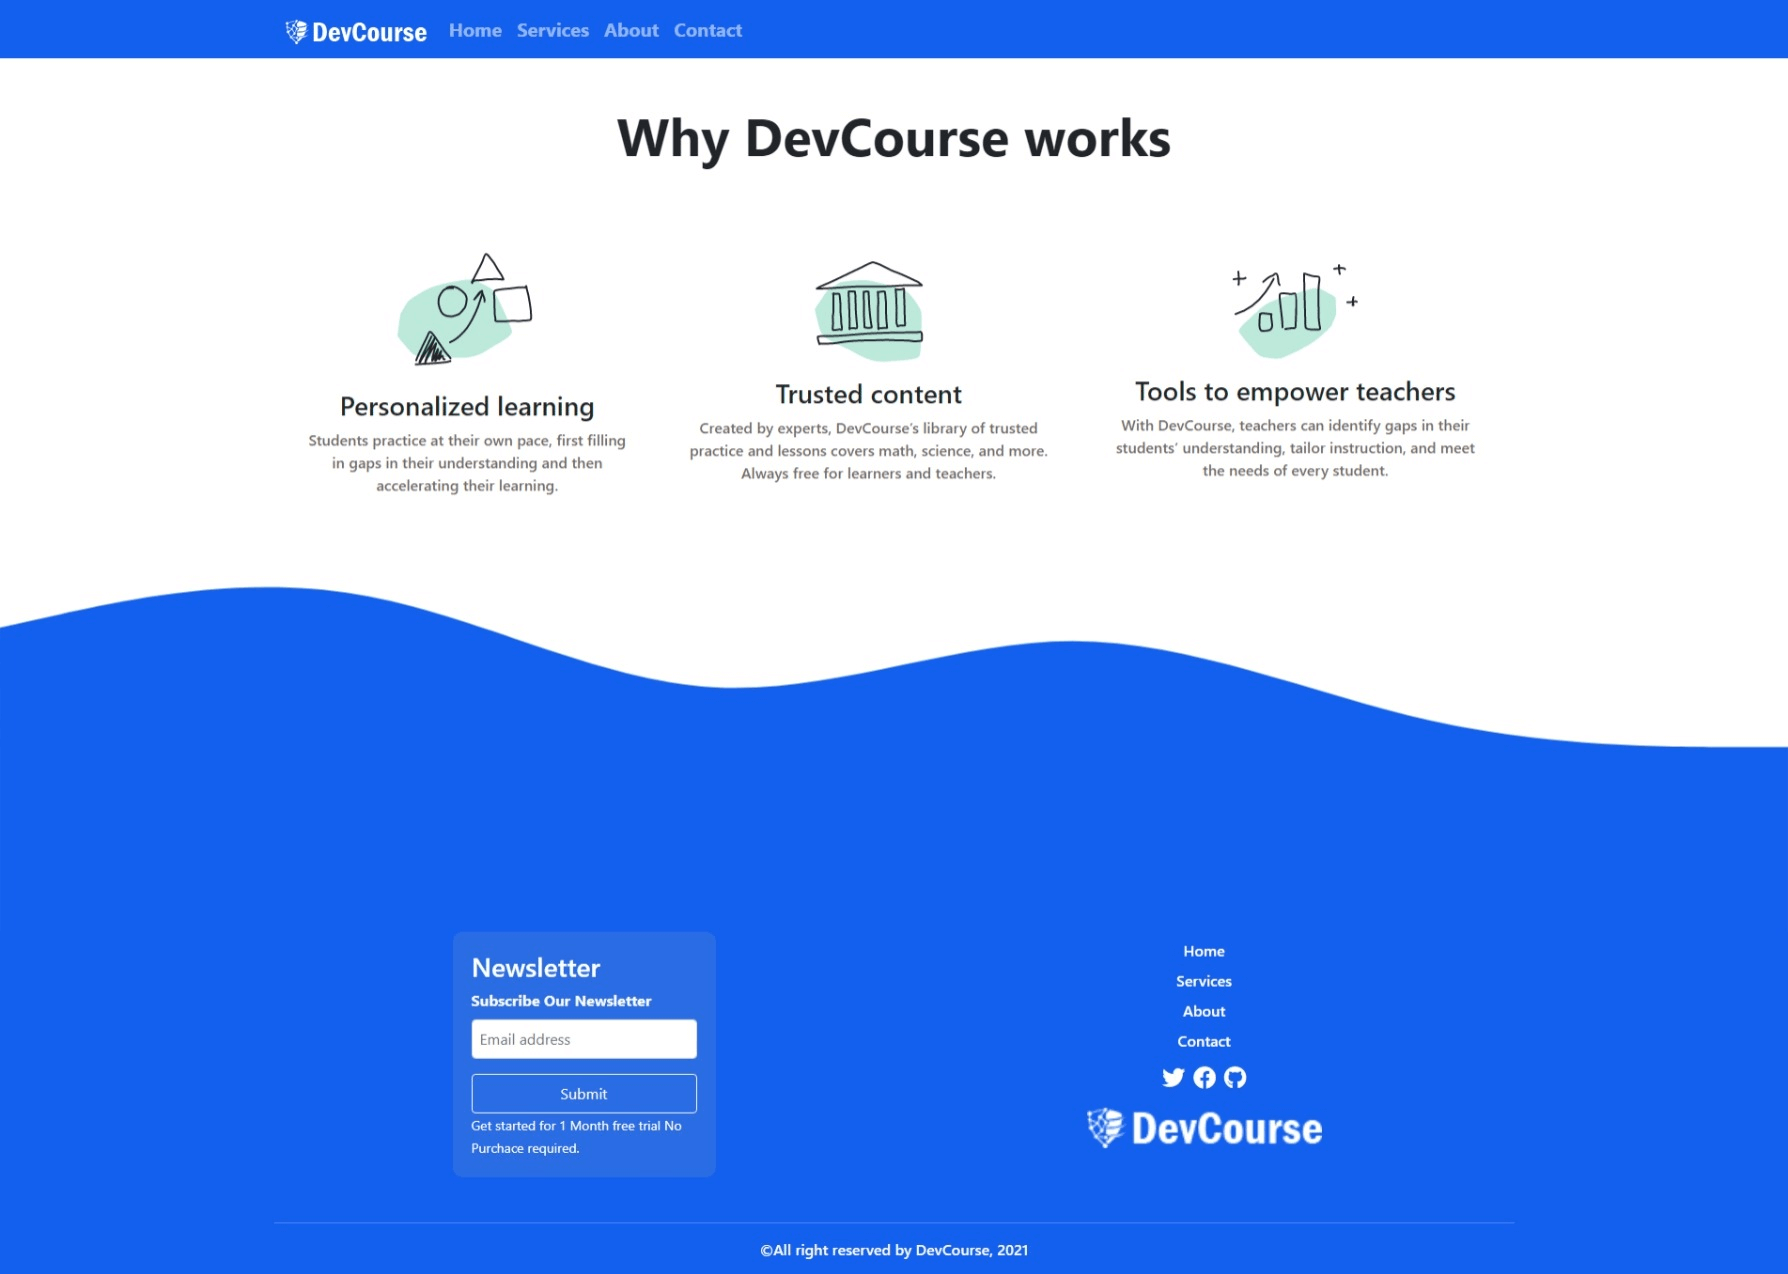 DevCourse Home Services About Contact
Why DevCourse works
Personalized learning
Students practice at their own pace, first filling
in gaps in their understanding and then
accelerating their learning.
Trusted content
Created by experts, DevCourse’s library of trusted
practice and lessons covers math, science, and more.
Always free for learners and teachers.
Tools to empower teachers
With DevCourse, teachers can identify gaps in their
students’ understanding, tailor instruction, and meet
the needs of every student.
Newsletter
Subscribe Our Newsletter
Email address
Submit
Get started for 1 Month free trial No
Purchace required.
Home
Services
About
Contact
DevCourse
©All right reserved by DevCourse, 2021